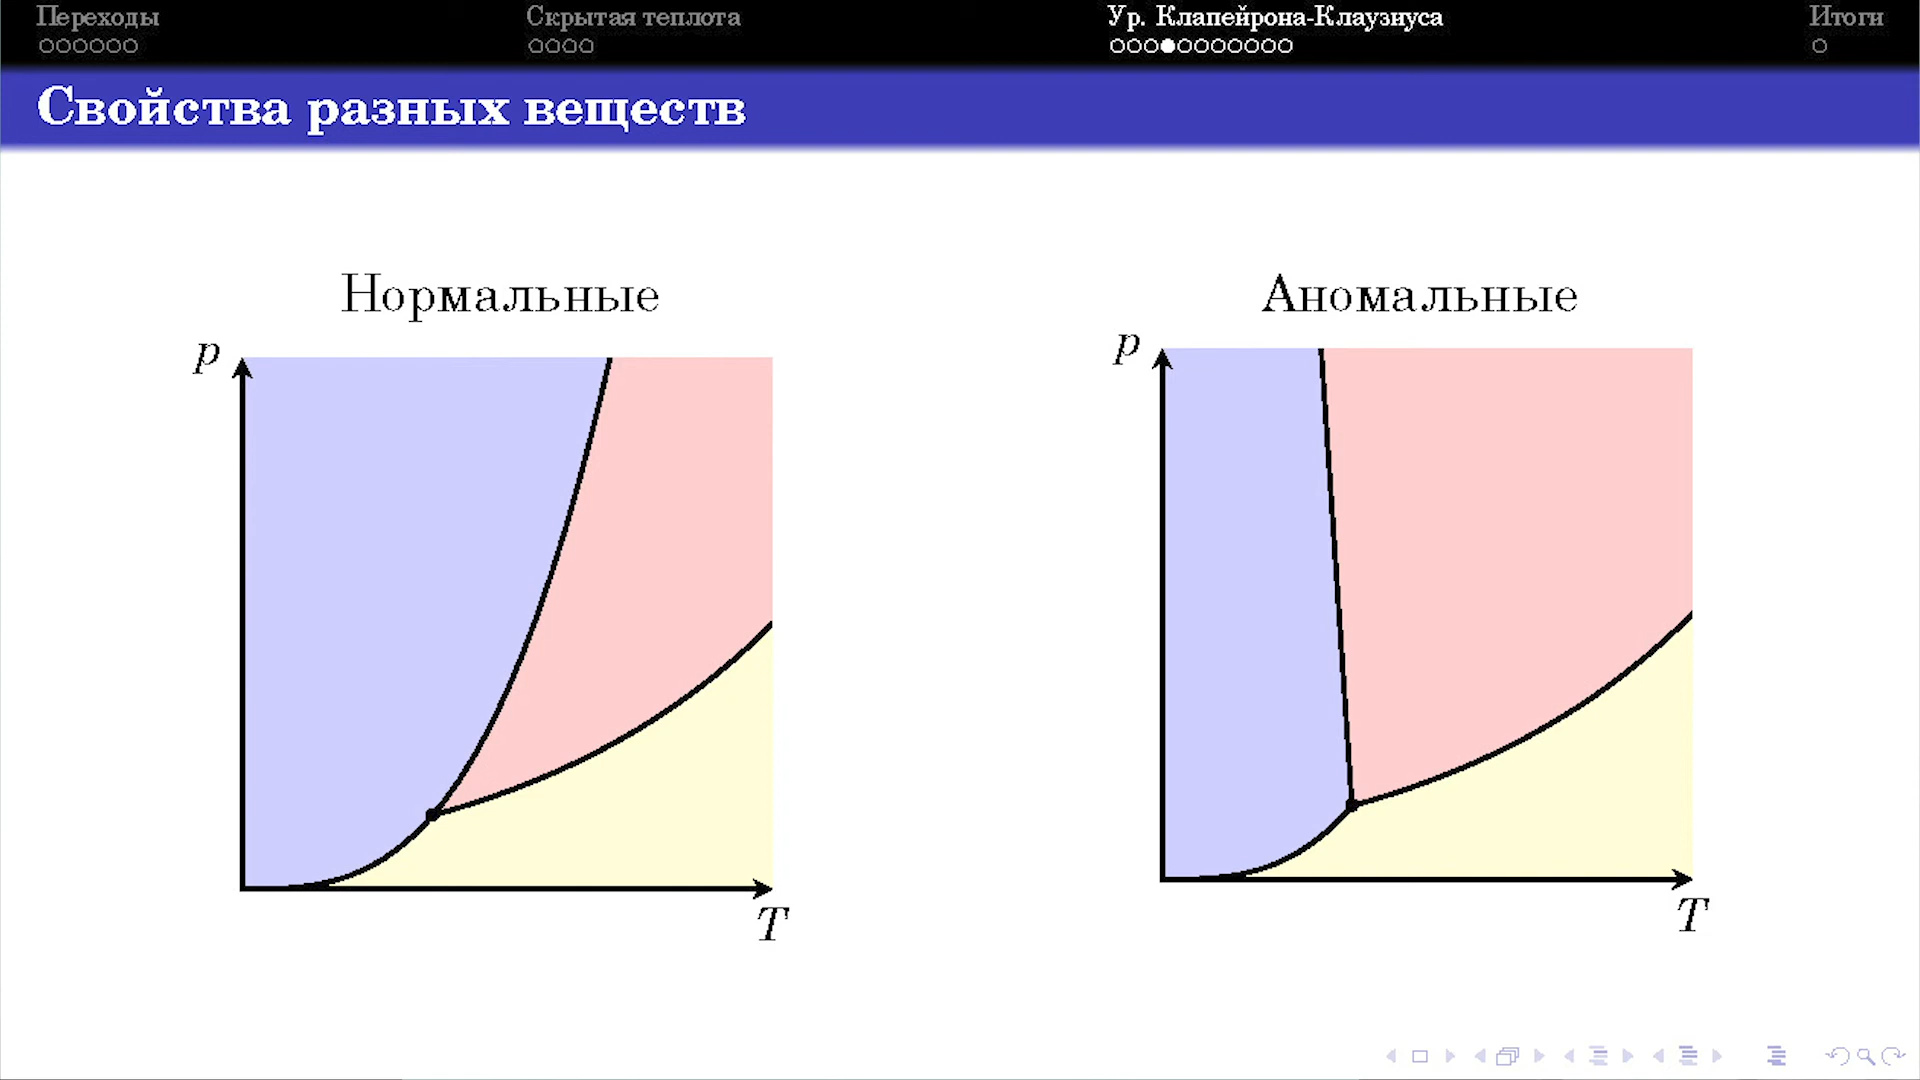 Переходы
Скрытая теплота
Ур. Клапейрона-Клаузиуса
Итоги
Свойства разных веществ
Нормальные
p
T
Аномальные
p
T